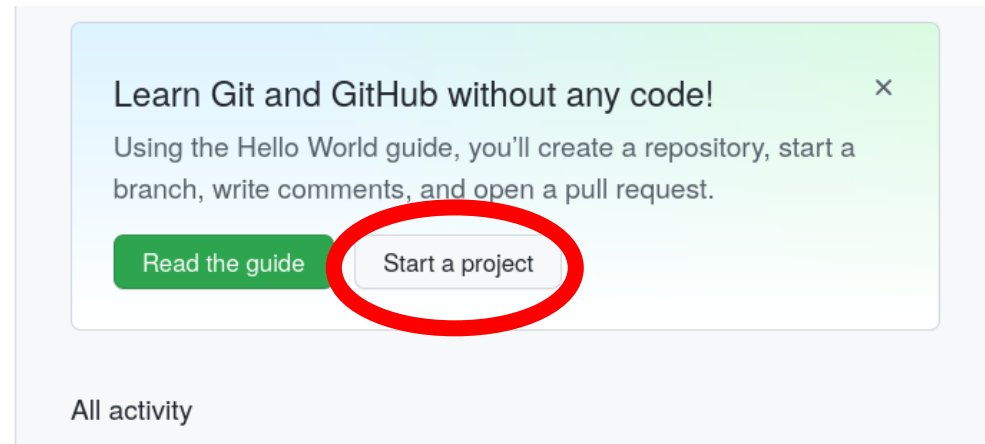 Learn Git and GitHub without any code!
Using the Hello World guide, you’ll create a repository, start a
branch, write comments, and open a pull request.
Read the guide
Start a project
All activity